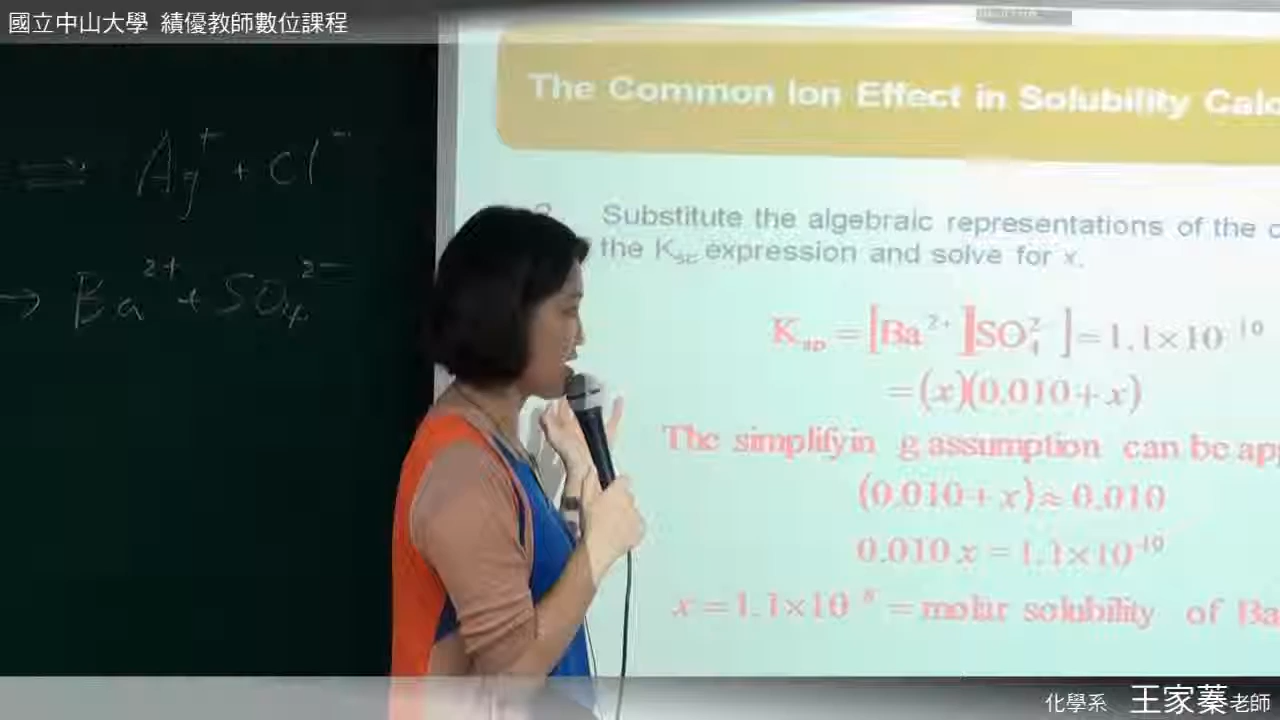 國立中山大學 績優教師數位課程
⇌ Ag⁺ + Cl⁻
→ Ba²⁺ + SO₄²⁻
The Common Ion Effect in Solubility Calc
Substitute the algebraic representations of the c
the Ksp expression and solve for x.
Ksp = [Ba²⁺][SO₄²⁻] = 1.1×10⁻¹⁰
= (x)(0.010 + x)
The simplifyin g assumption can be app
(0.010 + x) ≈ 0.010
0.010 x = 1.1×10⁻¹⁰
x = 1.1×10⁻⁸ = molar solubility of Ba
化學系 王家蓁老師